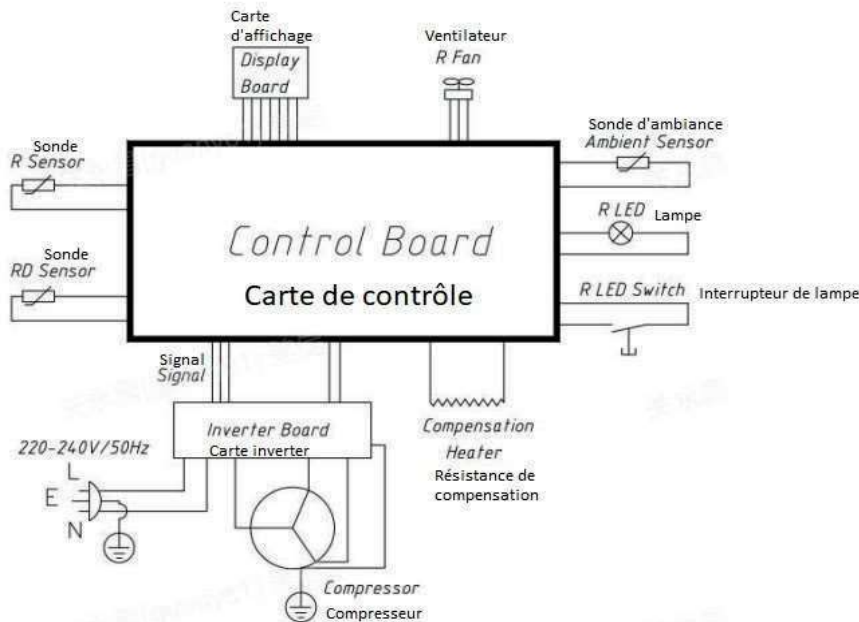 Carte
d'affichage
Display
Board
Ventilateur
R Fan
Sonde
R Sensor
Sonde d'ambiance
Ambient Sensor
R LED
Lampe
Control Board
Carte de contrôle
Sonde
RD Sensor
R LED Switch
Interrupteur de lampe
Signal
Signal
Inverter Board
Carte inverter
Compensation
Heater
Résistance de
compensation
220-240V/50Hz
L
E
N
Compressor
Compresseur